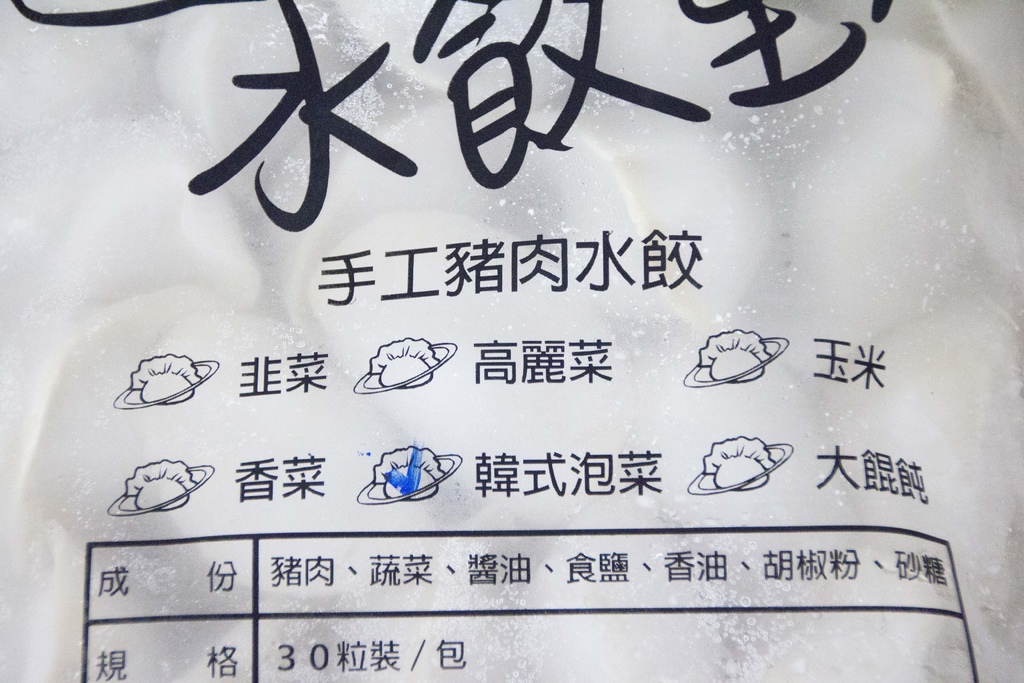 水餃
手工豬肉水餃
韭菜 高麗菜 玉米
香菜 韓式泡菜 大餛飩
成份 豬肉、蔬菜、醬油、食鹽、香油、胡椒粉、砂糖
規格 30粒裝/包